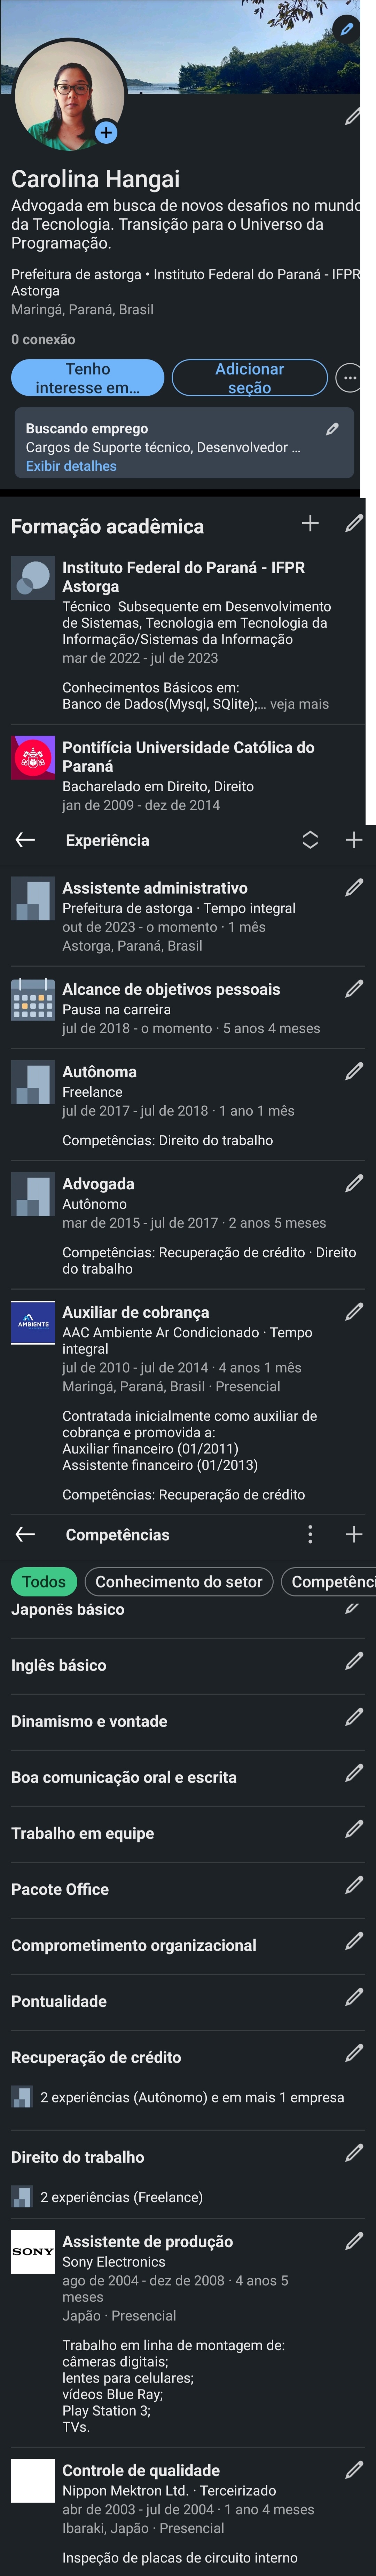 Carolina Hangai
Advogada em busca de novos desafios no mundo
da Tecnologia. Transição para o Universo da
Programação.
Prefeitura de astorga • Instituto Federal do Paraná - IFPR
Astorga
Maringá, Paraná, Brasil
0 conexão
Tenho
interesse em...
Adicionar
seção
Buscando emprego
Cargos de Suporte técnico, Desenvolvedor ...
Exibir detalhes
Formação acadêmica
Instituto Federal do Paraná - IFPR
Astorga
Técnico Subsequente em Desenvolvimento
de Sistemas, Tecnologia em Tecnologia da
Informação/Sistemas da Informação
mar de 2022 - jul de 2023
Conhecimentos Básicos em:
Banco de Dados(Mysql, SQlite);... veja mais
Pontifícia Universidade Católica do
Paraná
Bacharelado em Direito, Direito
jan de 2009 - dez de 2014
Experiência
Assistente administrativo
Prefeitura de astorga · Tempo integral
out de 2023 - o momento · 1 mês
Astorga, Paraná, Brasil
Alcance de objetivos pessoais
Pausa na carreira
jul de 2018 - o momento · 5 anos 4 meses
Autônoma
Freelance
jul de 2017 - jul de 2018 · 1 ano 1 mês
Competências: Direito do trabalho
Advogada
Autônomo
mar de 2015 - jul de 2017 · 2 anos 5 meses
Competências: Recuperação de crédito · Direito
do trabalho
AMBIENTE
Auxiliar de cobrança
AAC Ambiente Ar Condicionado · Tempo
integral
jul de 2010 - jul de 2014 · 4 anos 1 mês
Maringá, Paraná, Brasil · Presencial
Contratada inicialmente como auxiliar de
cobrança e promovida a:
Auxiliar financeiro (01/2011)
Assistente financeiro (01/2013)
Competências: Recuperação de crédito
Competências
Todos
Conhecimento do setor
Competênci
Japonês básico
Inglês básico
Dinamismo e vontade
Boa comunicação oral e escrita
Trabalho em equipe
Pacote Office
Comprometimento organizacional
Pontualidade
Recuperação de crédito
2 experiências (Autônomo) e em mais 1 empresa
Direito do trabalho
2 experiências (Freelance)
SONY
Assistente de produção
Sony Electronics
ago de 2004 - dez de 2008 · 4 anos 5
meses
Japão · Presencial
Trabalho em linha de montagem de:
câmeras digitais;
lentes para celulares;
vídeos Blue Ray;
Play Station 3;
TVs.
Controle de qualidade
Nippon Mektron Ltd. · Terceirizado
abr de 2003 - jul de 2004 · 1 ano 4 meses
Ibaraki, Japão · Presencial
Inspeção de placas de circuito interno